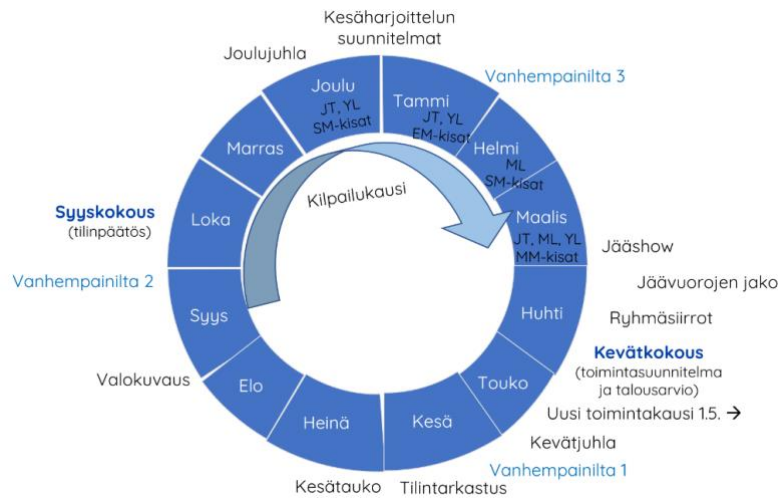 Kesäharjoittelun
suunnitelmat
Joulujuhla
Vanhempainilta 3
Joulu
JT, YL
SM-kisat
Tammi
JT, YL
EM-kisat
Marras
Helmi
ML
SM-kisat
Kilpailukausi
Syyskokous
(tilinpäätös)
Loka
Maalis
JT, ML, YL
MM-kisat
Jääshow
Vanhempainilta 2
Jäävuorojen jako
Syys
Huhti
Ryhmäsiirrot
Kevätkokous
(toimintasuunnitelma
ja talousarvio)
Valokuvaus
Elo
Touko
Uusi toimintakausi 1.5. →
Heinä
Kesä
Kevätjuhla
Vanhempainilta 1
Kesätauko
Tilintarkastus